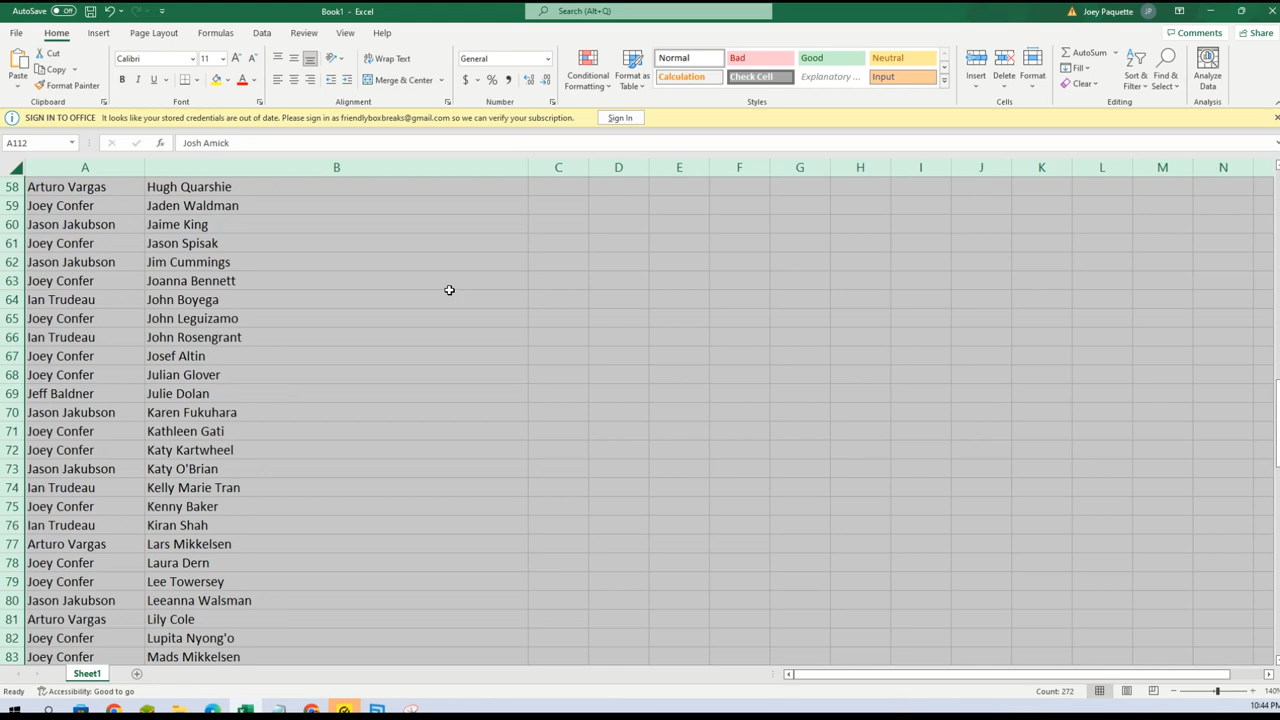 AutoSave Off Book1 - Excel Search (Alt+Q) Joey Paquette JP
File Home Insert Page Layout Formulas Data Review View Help Comments Share
Paste Cut Copy Format Painter Clipboard
Calibri 11 A A B I U A Font
Wrap Text Merge & Center Alignment
General $ % Number
Conditional Formatting Format as Table
Normal Bad Good Neutral
Calculation Check Cell Explanatory ... Input
Styles
Insert Delete Format Cells
AutoSum Fill Clear Sort & Filter Find & Select Editing
Analyze Data Analysis
SIGN IN TO OFFICE It looks like your stored credentials are out of date. Please sign in as friendlyboxbreaks@gmail.com so we can verify your subscription. Sign In
A112 fx Josh Amick
A B C D E F G H I J K L M N
58 Arturo Vargas Hugh Quarshie
59 Joey Confer Jaden Waldman
60 Jason Jakubson Jaime King
61 Joey Confer Jason Spisak
62 Jason Jakubson Jim Cummings
63 Joey Confer Joanna Bennett
64 Ian Trudeau John Boyega
65 Joey Confer John Leguizamo
66 Ian Trudeau John Rosengrant
67 Joey Confer Josef Altin
68 Joey Confer Julian Glover
69 Jeff Baldner Julie Dolan
70 Jason Jakubson Karen Fukuhara
71 Joey Confer Kathleen Gati
72 Joey Confer Katy Kartwheel
73 Jason Jakubson Katy O'Brian
74 Ian Trudeau Kelly Marie Tran
75 Joey Confer Kenny Baker
76 Ian Trudeau Kiran Shah
77 Arturo Vargas Lars Mikkelsen
78 Joey Confer Laura Dern
79 Joey Confer Lee Towersey
80 Jason Jakubson Leeanna Walsman
81 Arturo Vargas Lily Cole
82 Joey Confer Lupita Nyong'o
83 Joey Confer Mads Mikkelsen
Sheet1
Ready Accessibility: Good to go Count: 272 140%
10:44 PM